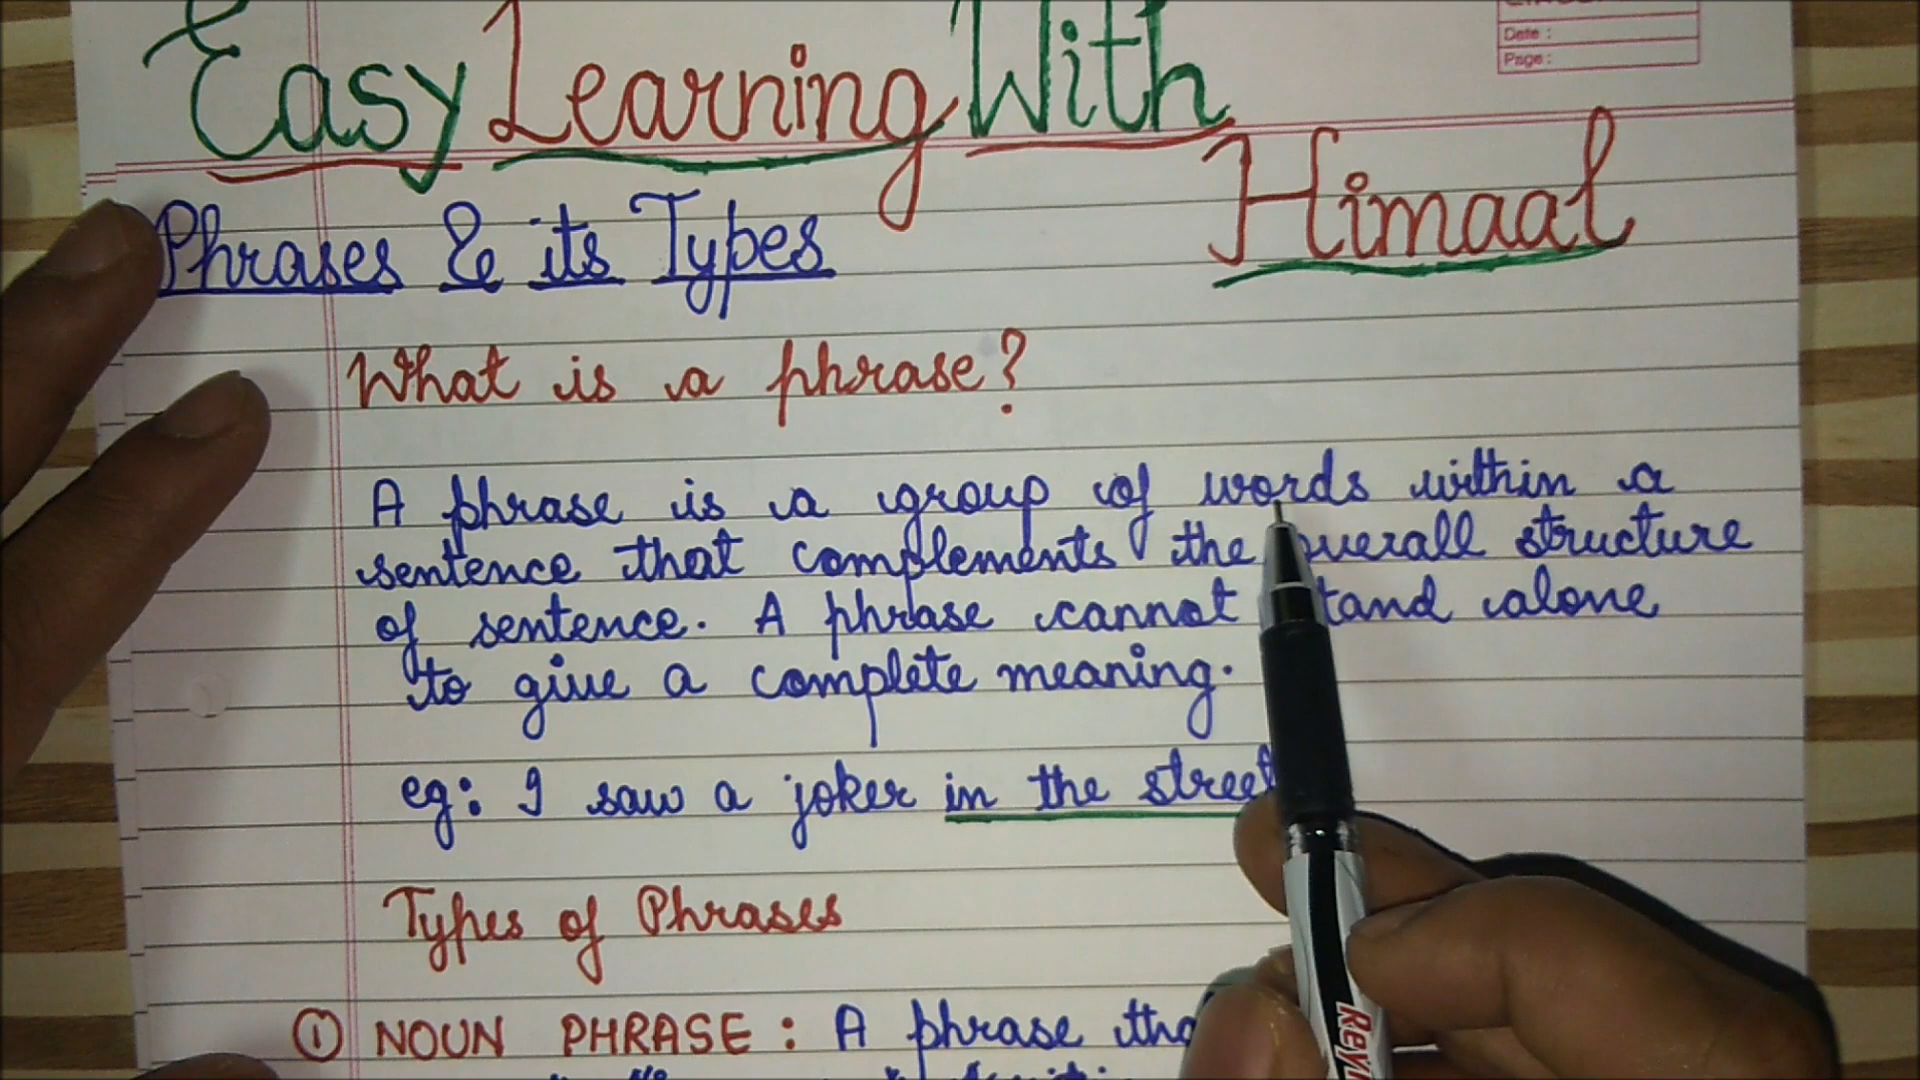 Easy Learning With
Himaal
Date :
Page :
Phrases & its Types
What is a phrase?
A phrase is a group of words within a
sentence that complements the overall structure
of sentence. A phrase cannot stand alone
to give a complete meaning.
eg: I saw a joker in the street
Types of Phrases
① NOUN PHRASE : A phrase